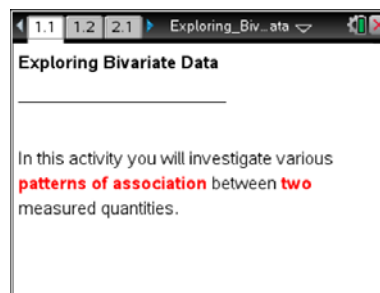 1.1 1.2 2.1 Exploring_Biv...ata
Exploring Bivariate Data
In this activity you will investigate various
patterns of association between two
measured quantities.